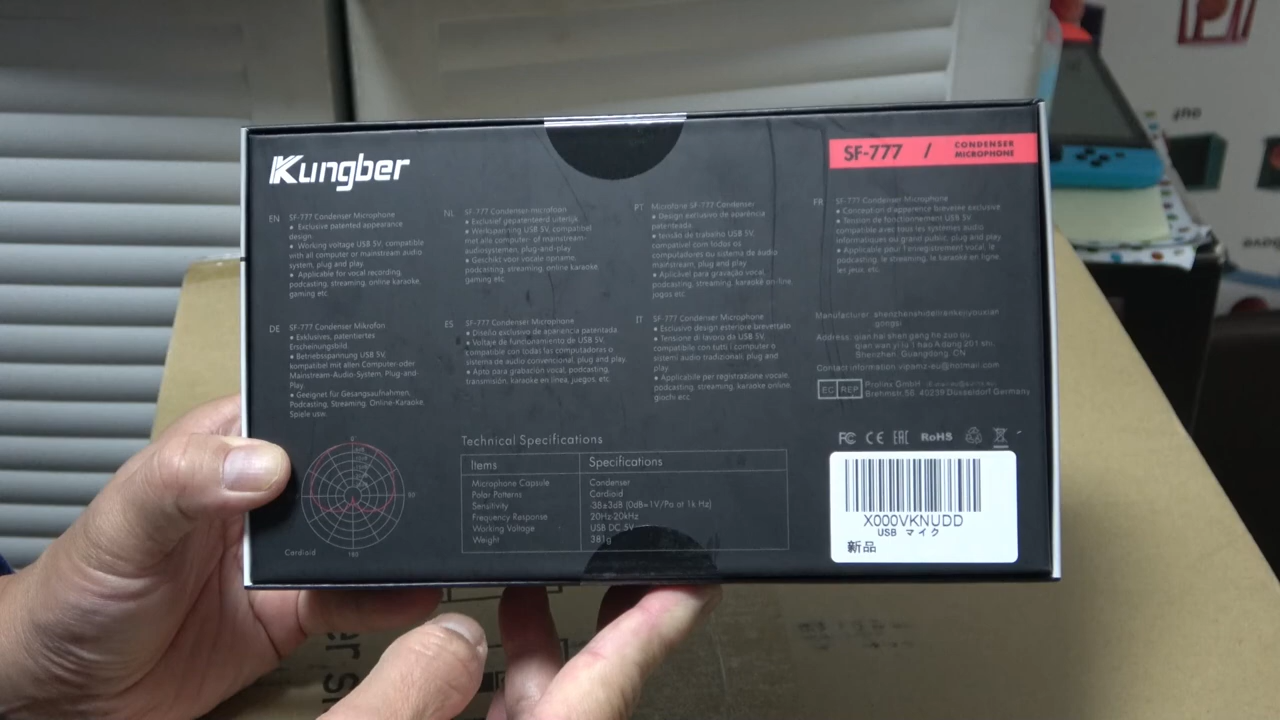 Kungber
SF-777 / CONDENSER
MICROPHONE
EN SF-777 Condenser Microphone
● Exclusive patented appearance
design.
● Working voltage USB 5V, compatible
with all computer or mainstream audio
system, plug and play.
● Applicable for vocal recording,
podcasting, streaming, online karaoke,
gaming etc.
NL SF-777 Condenser microfoon
● Exclusief gepatenteerd uiterlijk.
● Werkspanning USB 5V, compatibel
met alle computer- of mainstream-
audiosystemen, plug-and-play.
● Geschikt voor vocale opname,
podcasting, streaming, online karaoke,
gaming etc.
PT Microfone SF-777 Condenser
● Design exclusivo de aparência
patenteada.
● tensão de trabalho USB 5V,
compatível com todos os
computadores ou sistema de áudio
mainstream, plug and play
● Aplicável para gravação vocal,
podcasting, streaming, karaokê on-line,
jogos etc.
FR SF-777 Condenser Microphone
● Conception d'apparence brevetée exclusive.
● Tension de fonctionnement USB 5V,
compatible avec tous les systèmes audio
informatiques ou grand public, plug and play
● Applicable pour l'enregistrement vocal, le
podcasting, le streaming, le karaoké en ligne,
les jeux, etc.
DE SF-777 Condenser Mikrofon
● Exklusives, patentiertes
Erscheinungsbild.
● Betriebsspannung USB 5V,
kompatibel mit allen Computer-oder
Mainstream-Audio-System, Plug-and-
Play.
● Geeignet für Gesangsaufnahmen,
Podcasting, Streaming, Online-Karaoke,
Spiele usw.
ES SF-777 Condenser Microphone
● Diseño exclusivo de apariencia patentada.
● Voltaje de funcionamiento de USB 5V,
compatible con todas las computadoras o
sistema de audio convencional, plug and play.
● Apto para grabación vocal, podcasting,
transmisión, karaoke en línea, juegos, etc.
IT SF-777 Condenser Microphone
● Esclusivo design esteriore brevettato
● Tensione di lavoro da USB 5V,
compatibile con tutti i computer o
sistemi audio tradizionali, plug and
play
● Applicabile per registrazione vocale,
podcasting, streaming, karaoke online,
giochi ecc.
Manufacturer: shenzhenshi
gongsi
Address: qian hai shen gang he zuo qu
qian wan yi lu 1 hao A dong 201 shi,
Shenzhen, Guangdong, CN
Contact information: vipamz-eu@hotmail.com
EC REP Prolinx GmbH
Brehmstr.58, 40239 Düsseldorf Germany
FC CE EAC RoHS
0°
90°
180°
Cardioid
Technical Specifications
Items Specifications
Microphone Capsule Condenser
Polar Patterns Cardioid
Sensitivity -38±3dB (0dB=1V/Pa at 1k Hz)
Frequency Response 20Hz-20kHz
Working Voltage USB DC 5V
Weight 381g
X000VKNUDD
USB マイク
新品